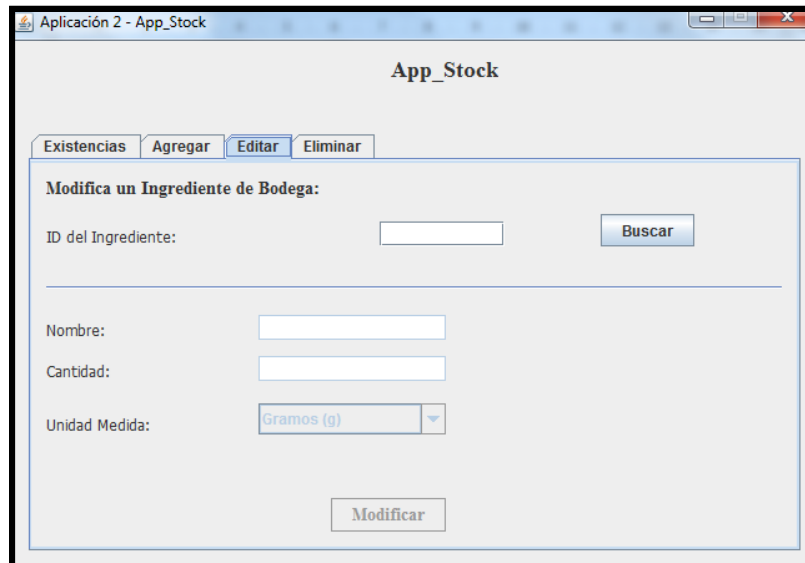 Aplicación 2 - App_Stock
App_Stock
Existencias Agregar Editar Eliminar
Modifica un Ingrediente de Bodega:
ID del Ingrediente: Buscar
Nombre:
Cantidad:
Unidad Medida: Gramos (g)
Modificar